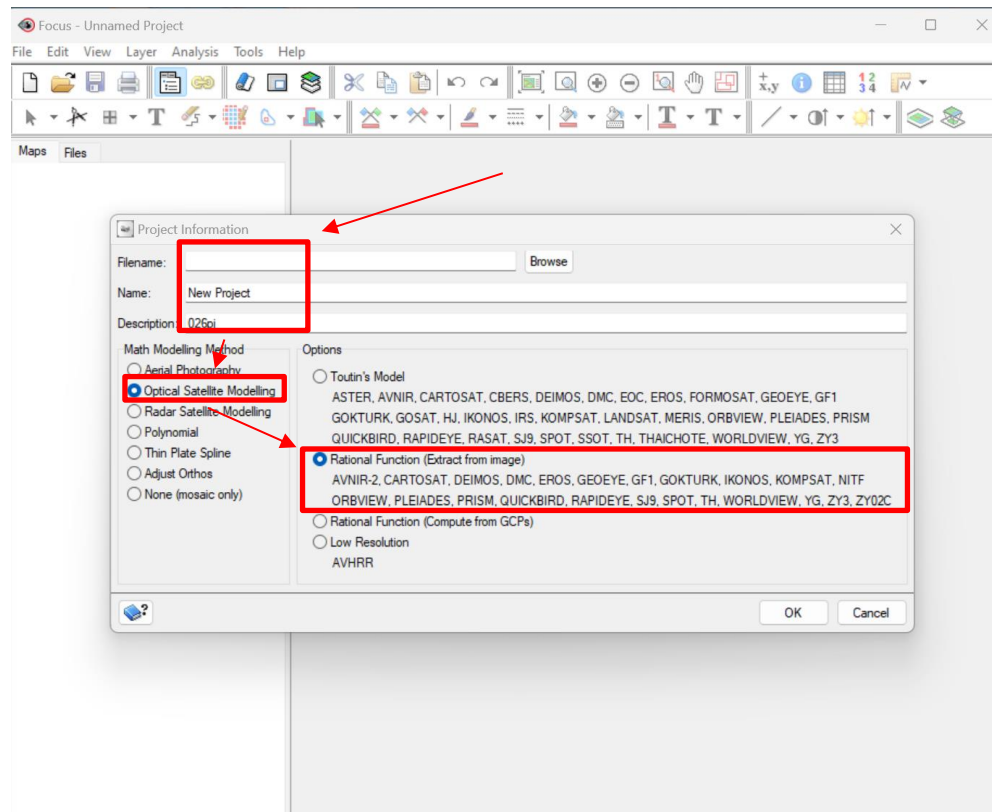 Focus - Unnamed Project
File Edit View Layer Analysis Tools Help
x,y
1 2
3 4
Maps Files
Project Information
Filename: Browse
Name: New Project
Description: 026pi
Math Modelling Method
Aerial Photography
Optical Satellite Modelling
Radar Satellite Modelling
Polynomial
Thin Plate Spline
Adjust Orthos
None (mosaic only)
Options
Toutin's Model
ASTER, AVNIR, CARTOSAT, CBERS, DEIMOS, DMC, EOC, EROS, FORMOSAT, GEOEYE, GF1
GOKTURK, GOSAT, HJ, IKONOS, IRS, KOMPSAT, LANDSAT, MERIS, ORBVIEW, PLEIADES, PRISM
QUICKBIRD, RAPIDEYE, RASAT, SJ9, SPOT, SSOT, TH, THAICHOTE, WORLDVIEW, YG, ZY3
Rational Function (Extract from image)
AVNIR-2, CARTOSAT, DEIMOS, DMC, EROS, GEOEYE, GF1, GOKTURK, IKONOS, KOMPSAT, NITF
ORBVIEW, PLEIADES, PRISM, QUICKBIRD, RAPIDEYE, SJ9, SPOT, TH, WORLDVIEW, YG, ZY3, ZY02C
Rational Function (Compute from GCPs)
Low Resolution
AVHRR
OK Cancel